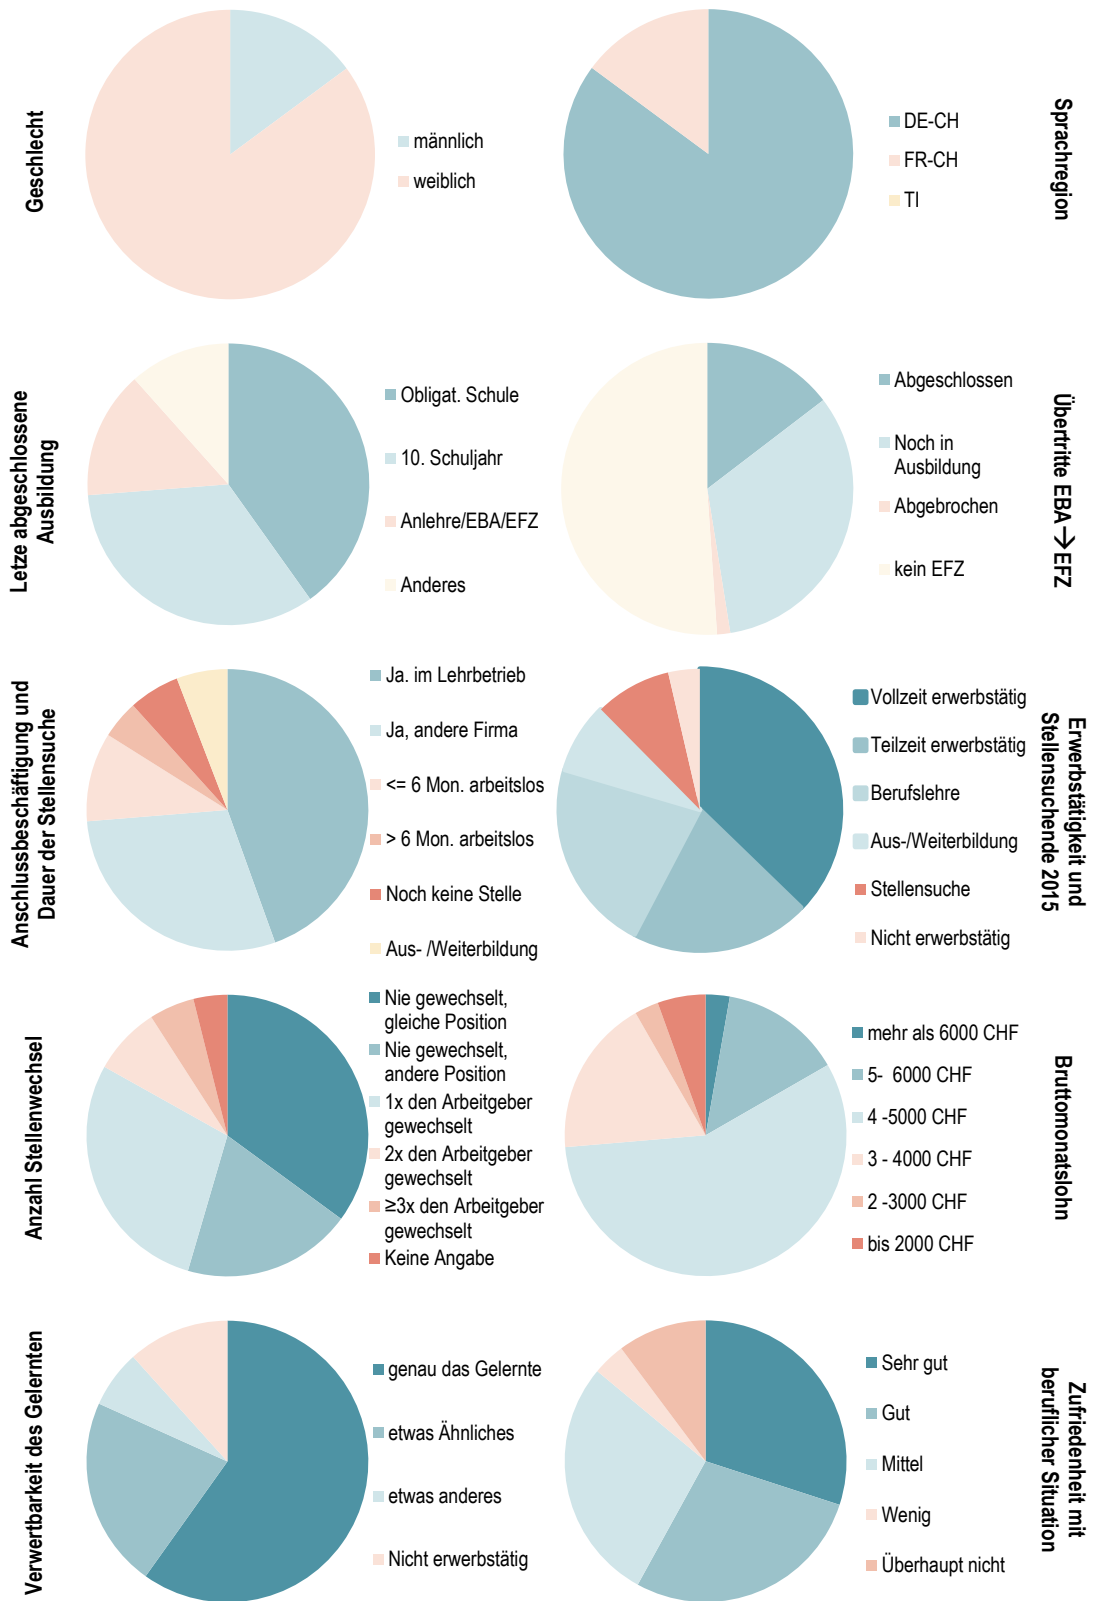 Geschlecht
männlich
weiblich
DE-CH
FR-CH
TI
Sprachregion
Letze abgeschlossene
Ausbildung
Obligat. Schule
10. Schuljahr
Anlehre/EBA/EFZ
Anderes
Abgeschlossen
Noch in
Ausbildung
Abgebrochen
kein EFZ
Übertritte EBA→EFZ
Anschlussbeschäftigung und
Dauer der Stellensuche
Ja. im Lehrbetrieb
Ja, andere Firma
<= 6 Mon. arbeitslos
> 6 Mon. arbeitslos
Noch keine Stelle
Aus- /Weiterbildung
Vollzeit erwerbstätig
Teilzeit erwerbstätig
Berufslehre
Aus-/Weiterbildung
Stellensuche
Nicht erwerbstätig
Erwerbstätigkeit und
Stellensuchende 2015
Anzahl Stellenwechsel
Nie gewechselt,
gleiche Position
Nie gewechselt,
andere Position
1x den Arbeitgeber
gewechselt
2x den Arbeitgeber
gewechselt
≥3x den Arbeitgeber
gewechselt
Keine Angabe
mehr als 6000 CHF
5- 6000 CHF
4 -5000 CHF
3 - 4000 CHF
2 -3000 CHF
bis 2000 CHF
Bruttomonatslohn
Verwertbarkeit des Gelernten
genau das Gelernte
etwas Ähnliches
etwas anderes
Nicht erwerbstätig
Sehr gut
Gut
Mittel
Wenig
Überhaupt nicht
Zufriedenheit mit
beruflicher Situation